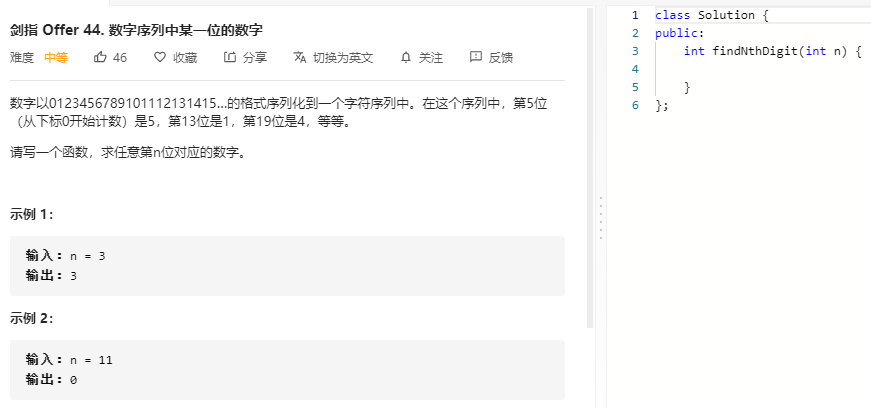 剑指 Offer 44. 数字序列中某一位的数字
难度 中等 46 收藏 分享 切换为英文 关注 反馈
数字以0123456789101112131415…的格式序列化到一个字符序列中。在这个序列中，第5位
（从下标0开始计数）是5，第13位是1，第19位是4，等等。
请写一个函数，求任意第n位对应的数字。
示例 1：
输入：n = 3
输出：3
示例 2：
输入：n = 11
输出：0
1 class Solution {
2 public:
3 int findNthDigit(int n) {
4
5 }
6 };